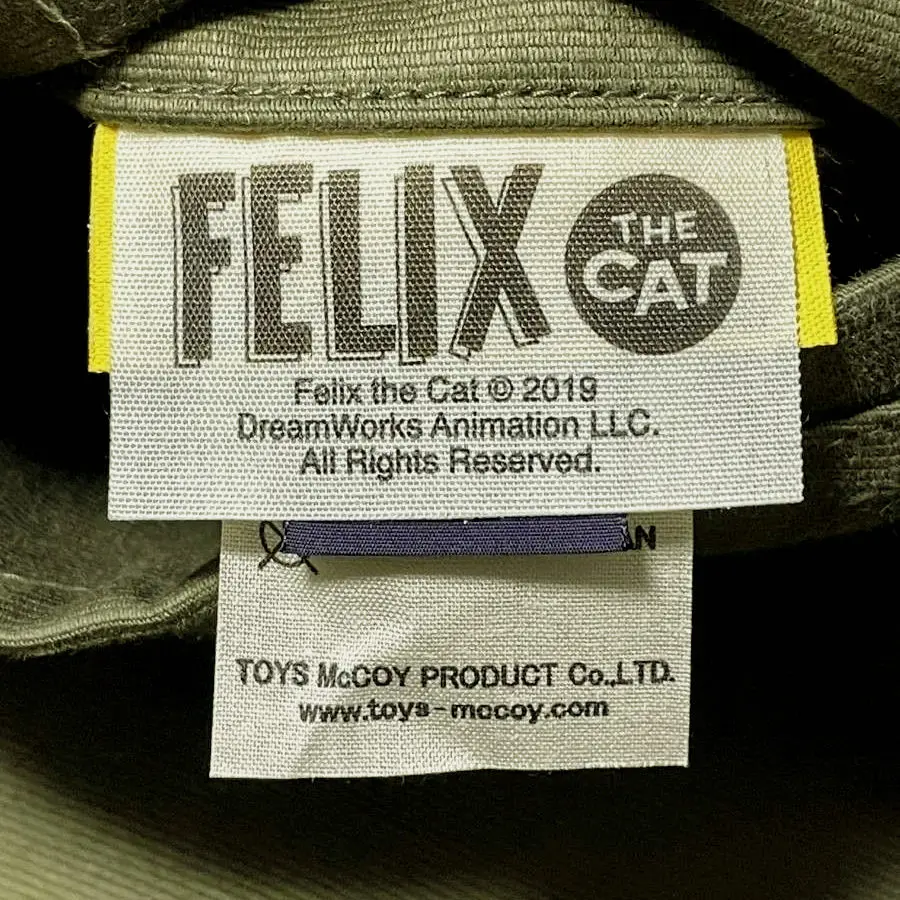 FELIX THE CAT
Felix the Cat © 2019
DreamWorks Animation LLC.
All Rights Reserved.
TOYS McCOY PRODUCT Co.,LTD.
www.toys-mccoy.com